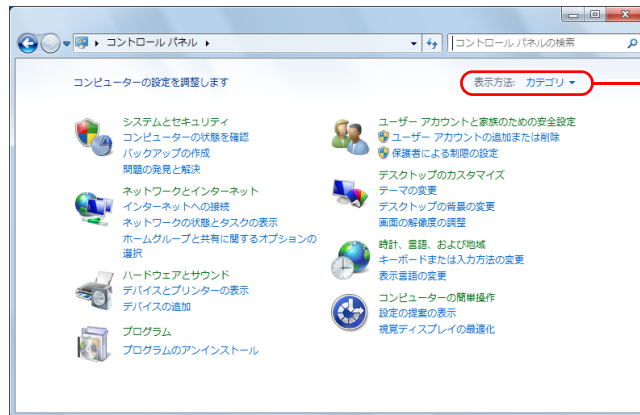 コントロール パネル
コントロール パネルの検索
コンピューターの設定を調整します
表示方法: カテゴリ
システムとセキュリティ
コンピューターの状態を確認
バックアップの作成
問題の発見と解決
ネットワークとインターネット
インターネットへの接続
ネットワークの状態とタスクの表示
ホームグループと共有に関するオプションの
選択
ハードウェアとサウンド
デバイスとプリンターの表示
デバイスの追加
プログラム
プログラムのアンインストール
ユーザー アカウントと家族のための安全設定
ユーザー アカウントの追加または削除
保護者による制限の設定
デスクトップのカスタマイズ
テーマの変更
デスクトップの背景の変更
画面の解像度の調整
時計、言語、および地域
キーボードまたは入力方法の変更
表示言語の変更
コンピューターの簡単操作
設定の提案の表示
視覚ディスプレイの最適化